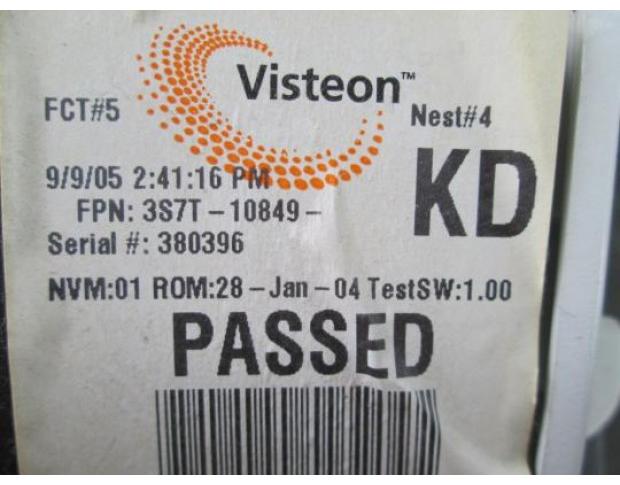 Visteon™
FCT#5
Nest#4
9/9/05 2:41:16 PM
KD
FPN: 3S7T-10849-
Serial #: 380396
NVM:01 ROM:28-Jan-04 TestSW:1.00
PASSED